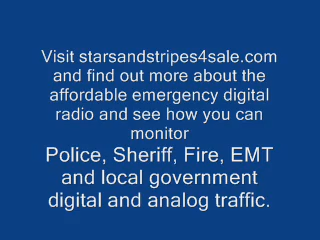 Visit starsandstripes4sale.com
and find out more about the
affordable emergency digital
radio and see how you can
monitor
Police, Sheriff, Fire, EMT
and local government
digital and analog traffic.